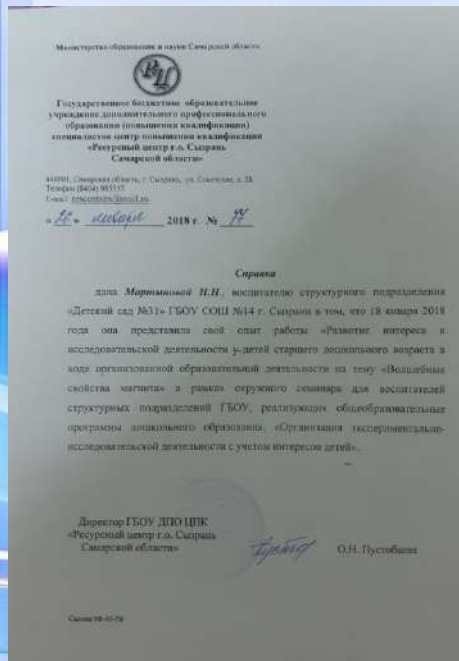 Министерство образования и науки Самарской области
РЦ
Государственное бюджетное образовательное
учреждение дополнительного профессионального
образования (повышения квалификации)
специалистов центр повышения квалификации
«Ресурсный центр г.о. Сызрань
Самарской области»
Самарская область, г. Сызрань, ул. Советская, д. 28
Телефон (8464)
E-mail:
« 26 » января 2018 г. №
Справка
дана Мартыновой Н.Н., воспитателю структурного подразделения
«Детский сад №31» ГБОУ СОШ №14 г. Сызрани в том, что 18 января 2018
года она представила свой опыт работы «Развитие интереса к
исследовательской деятельности у детей старшего дошкольного возраста в
ходе организованной образовательной деятельности на тему «Волшебные
свойства магнита» в рамках окружного семинара для воспитателей
структурных подразделений ГБОУ, реализующих общеобразовательные
программы дошкольного образования, «Организация экспериментально-
исследовательской деятельности с учетом интересов детей».
Директор ГБОУ ДПО ЦПК
«Ресурсный центр г.о. Сызрань
Самарской области»
О.Н. Пустобаева